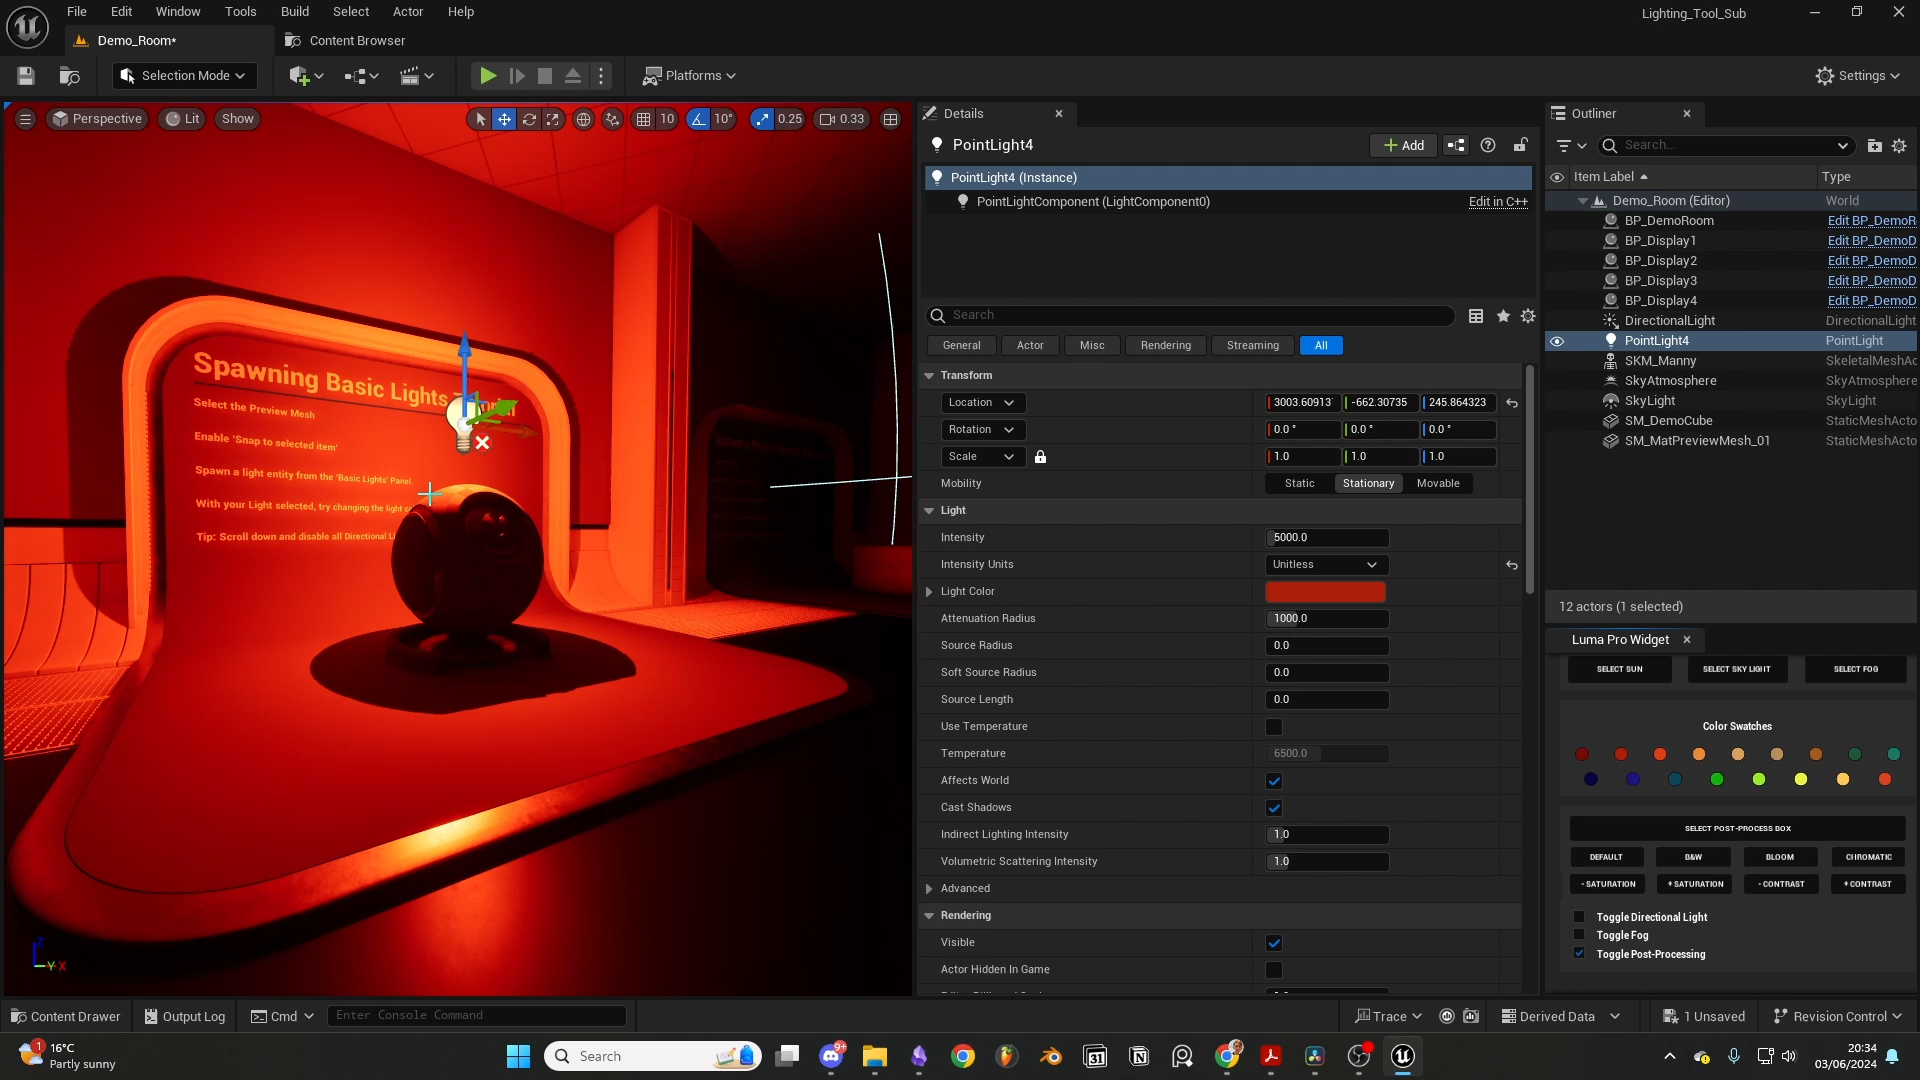 File Edit Window Tools Build Select Actor Help
Lighting_Tool_Sub
Demo_Room*
Content Browser
Selection Mode
Platforms
Settings
Perspective
Lit
Show
10
10°
0.25
0.33
Spawning Basic Lights
Select the Preview Mesh
Enable 'Snap to selected item'
Spawn a light entity from the 'Basic Lights' Panel.
With your Light selected, try changing the light
Tip: Scroll down and disable all Directional
Details
PointLight4
Add
PointLight4 (Instance)
PointLightComponent (LightComponent0)
Edit in C++
Search
General Actor Misc Rendering Streaming All
Transform
Location 3003.60913 -662.30735 245.864323
Rotation 0.0 ° 0.0 ° 0.0 °
Scale 1.0 1.0 1.0
Mobility Static Stationary Movable
Light
Intensity 5000.0
Intensity Units Unitless
Light Color
Attenuation Radius 1000.0
Source Radius 0.0
Soft Source Radius 0.0
Source Length 0.0
Use Temperature
Temperature 6500.0
Affects World
Cast Shadows
Indirect Lighting Intensity 1.0
Volumetric Scattering Intensity 1.0
Advanced
Rendering
Visible
Actor Hidden In Game
Outliner
Search...
Item Label Type
Demo_Room (Editor) World
BP_DemoRoom Edit BP_DemoR
BP_Display1 Edit BP_DemoD
BP_Display2 Edit BP_DemoD
BP_Display3 Edit BP_DemoD
BP_Display4 Edit BP_DemoD
DirectionalLight DirectionalLight
PointLight4 PointLight
SKM_Manny SkeletalMeshAc
SkyAtmosphere SkyAtmosphere
SkyLight SkyLight
SM_DemoCube StaticMeshActo
SM_MatPreviewMesh_01 StaticMeshActo
12 actors (1 selected)
Luma Pro Widget
SELECT SUN SELECT SKY LIGHT SELECT FOG
Color Swatches
SELECT POST-PROCESS BOX
DEFAULT B&W BLOOM CHROMATIC
- SATURATION + SATURATION - CONTRAST + CONTRAST
Toggle Directional Light
Toggle Fog
Toggle Post-Processing
Content Drawer
Output Log
Cmd
Enter Console Command
Trace
Derived Data
1 Unsaved
Revision Control
1
16°C
Partly sunny
Search
9+
31
20:34
03/06/2024